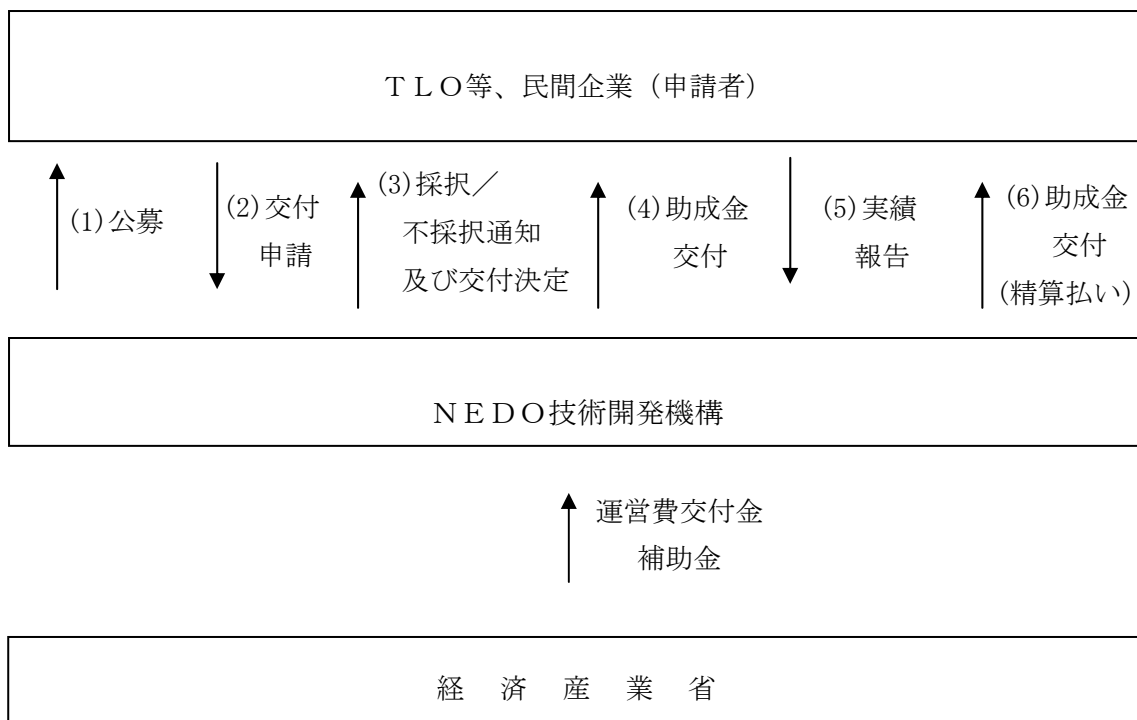 ＴＬＯ等、民間企業（申請者）
(1)公募
(2)交付
申請
(3)採択／
不採択通知
及び交付決定
(4)助成金
交付
(5)実績
報告
(6)助成金
交付
(精算払い)
ＮＥＤＯ技術開発機構
運営費交付金
補助金
経　済　産　業　省